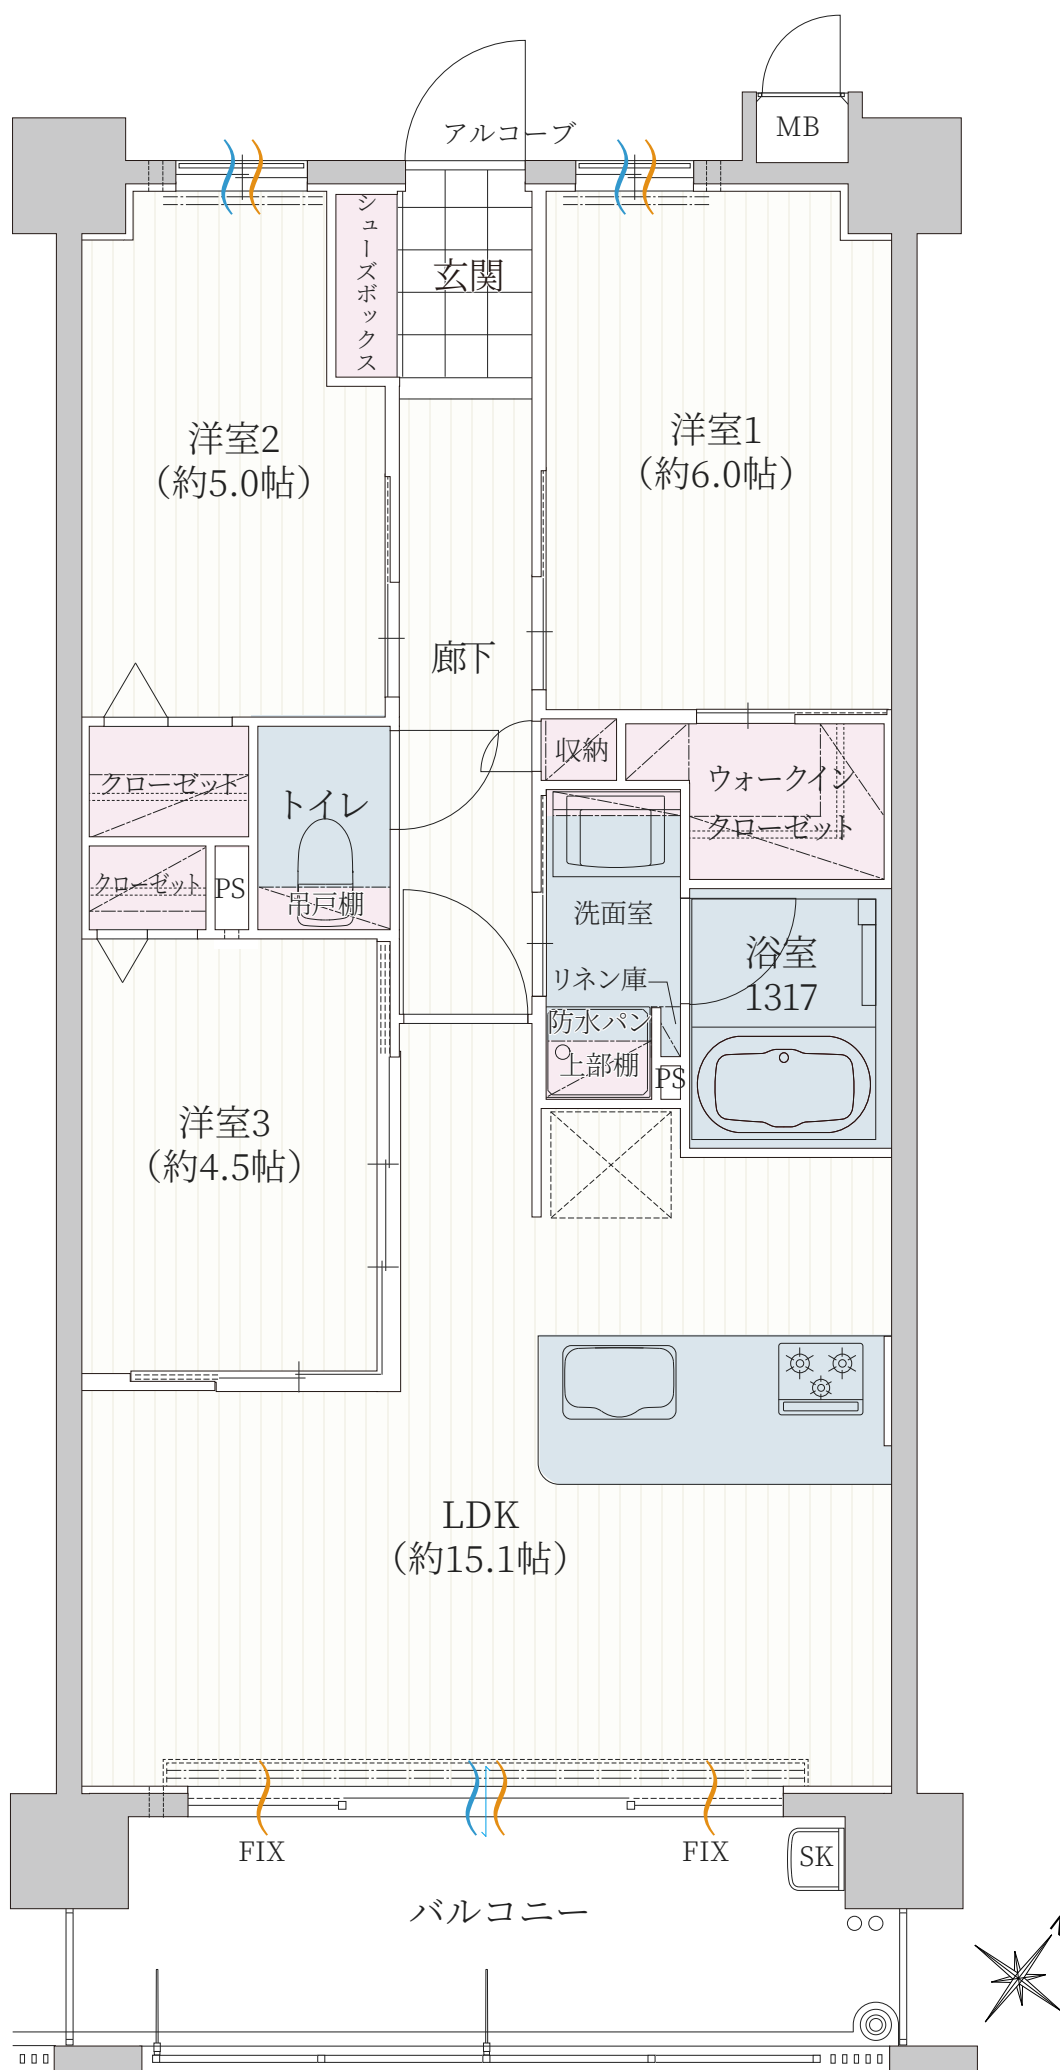 MB
アルコーブ
シューズボックス
玄関
洋室2
（約5.0帖）
洋室1
（約6.0帖）
廊下
収納
ウォークイン
クローゼット
クローゼット
トイレ
クローゼット
PS
吊戸棚
洗面室
浴室
1317
リネン庫
防水パン
上部棚
PS
洋室3
（約4.5帖）
LDK
（約15.1帖）
FIX
FIX
SK
バルコニー